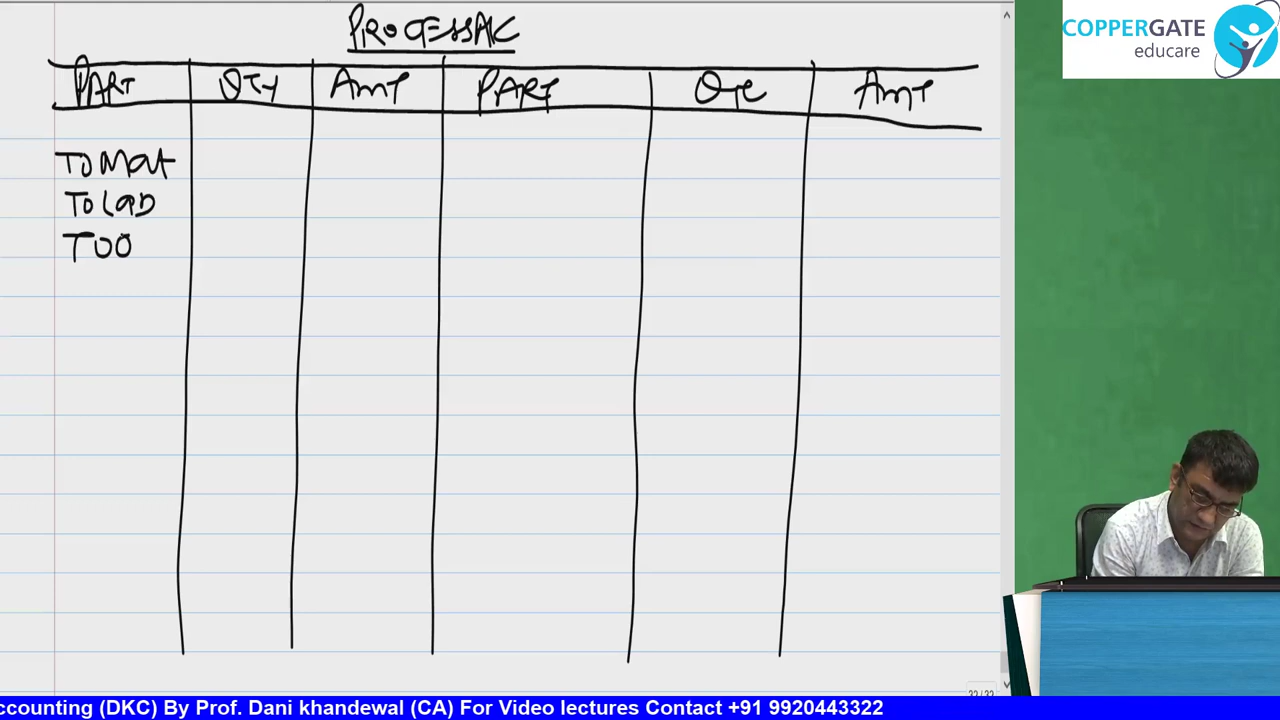 PROCESS A/C
PART QTY Amt PART QTY Amt
To Mat
To Lab
To O
COPPERGATE
educare
ccounting (DKC) By Prof. Dani khandewal (CA) For Video lectures Contact +91 9920443322